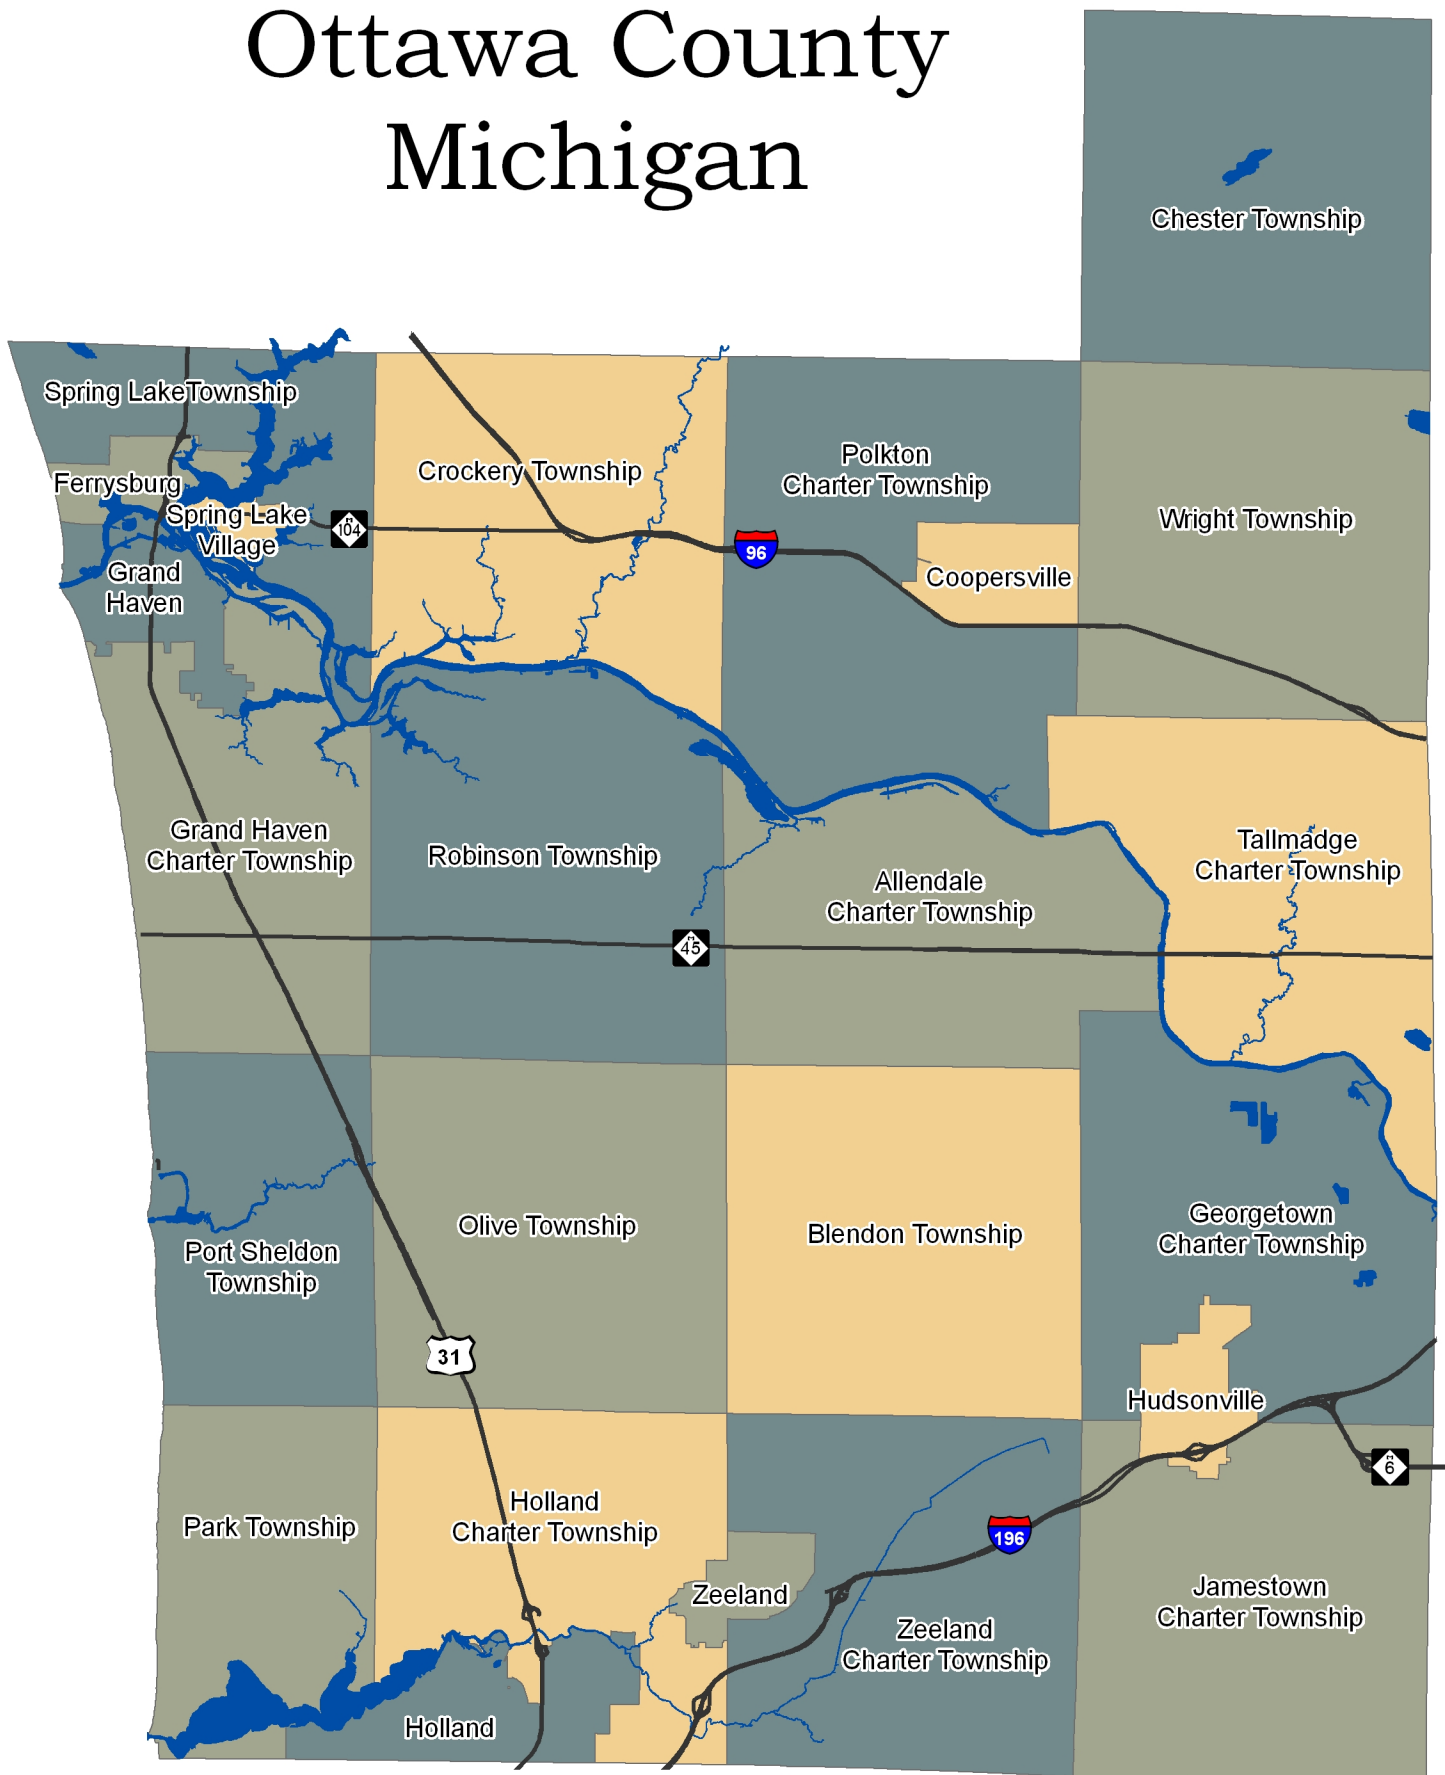 Ottawa County
Michigan
Chester Township
Spring LakeTownship
Crockery Township
Polkton
Charter Township
Ferrysburg
Spring Lake
Village
M
104
96
Wright Township
Coopersville
Grand
Haven
Grand Haven
Charter Township
Robinson Township
Allendale
Charter Township
Tallmadge
Charter Township
M
45
Port Sheldon
Township
Olive Township
Blendon Township
Georgetown
Charter Township
31
Hudsonville
M
6
Park Township
Holland
Charter Township
196
Zeeland
Zeeland
Charter Township
Jamestown
Charter Township
Holland